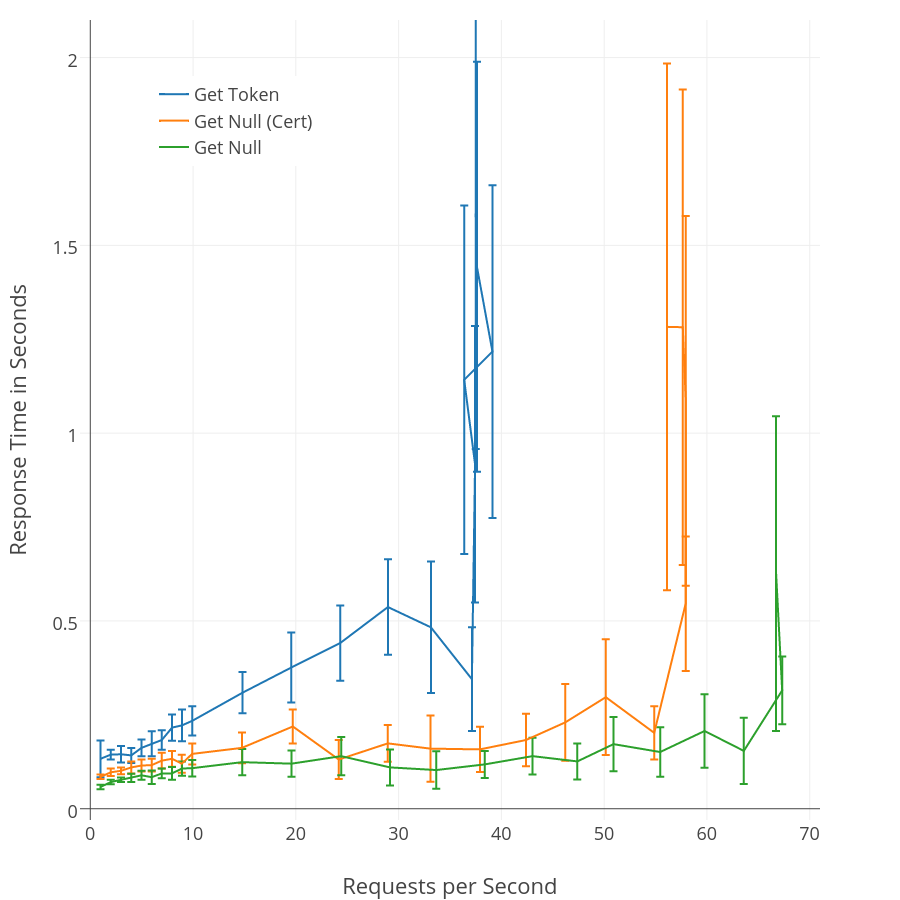 2
1.5
1
0.5
0
Get Token
Get Null (Cert)
Get Null
Response Time in Seconds
0 10 20 30 40 50 60 70
Requests per Second